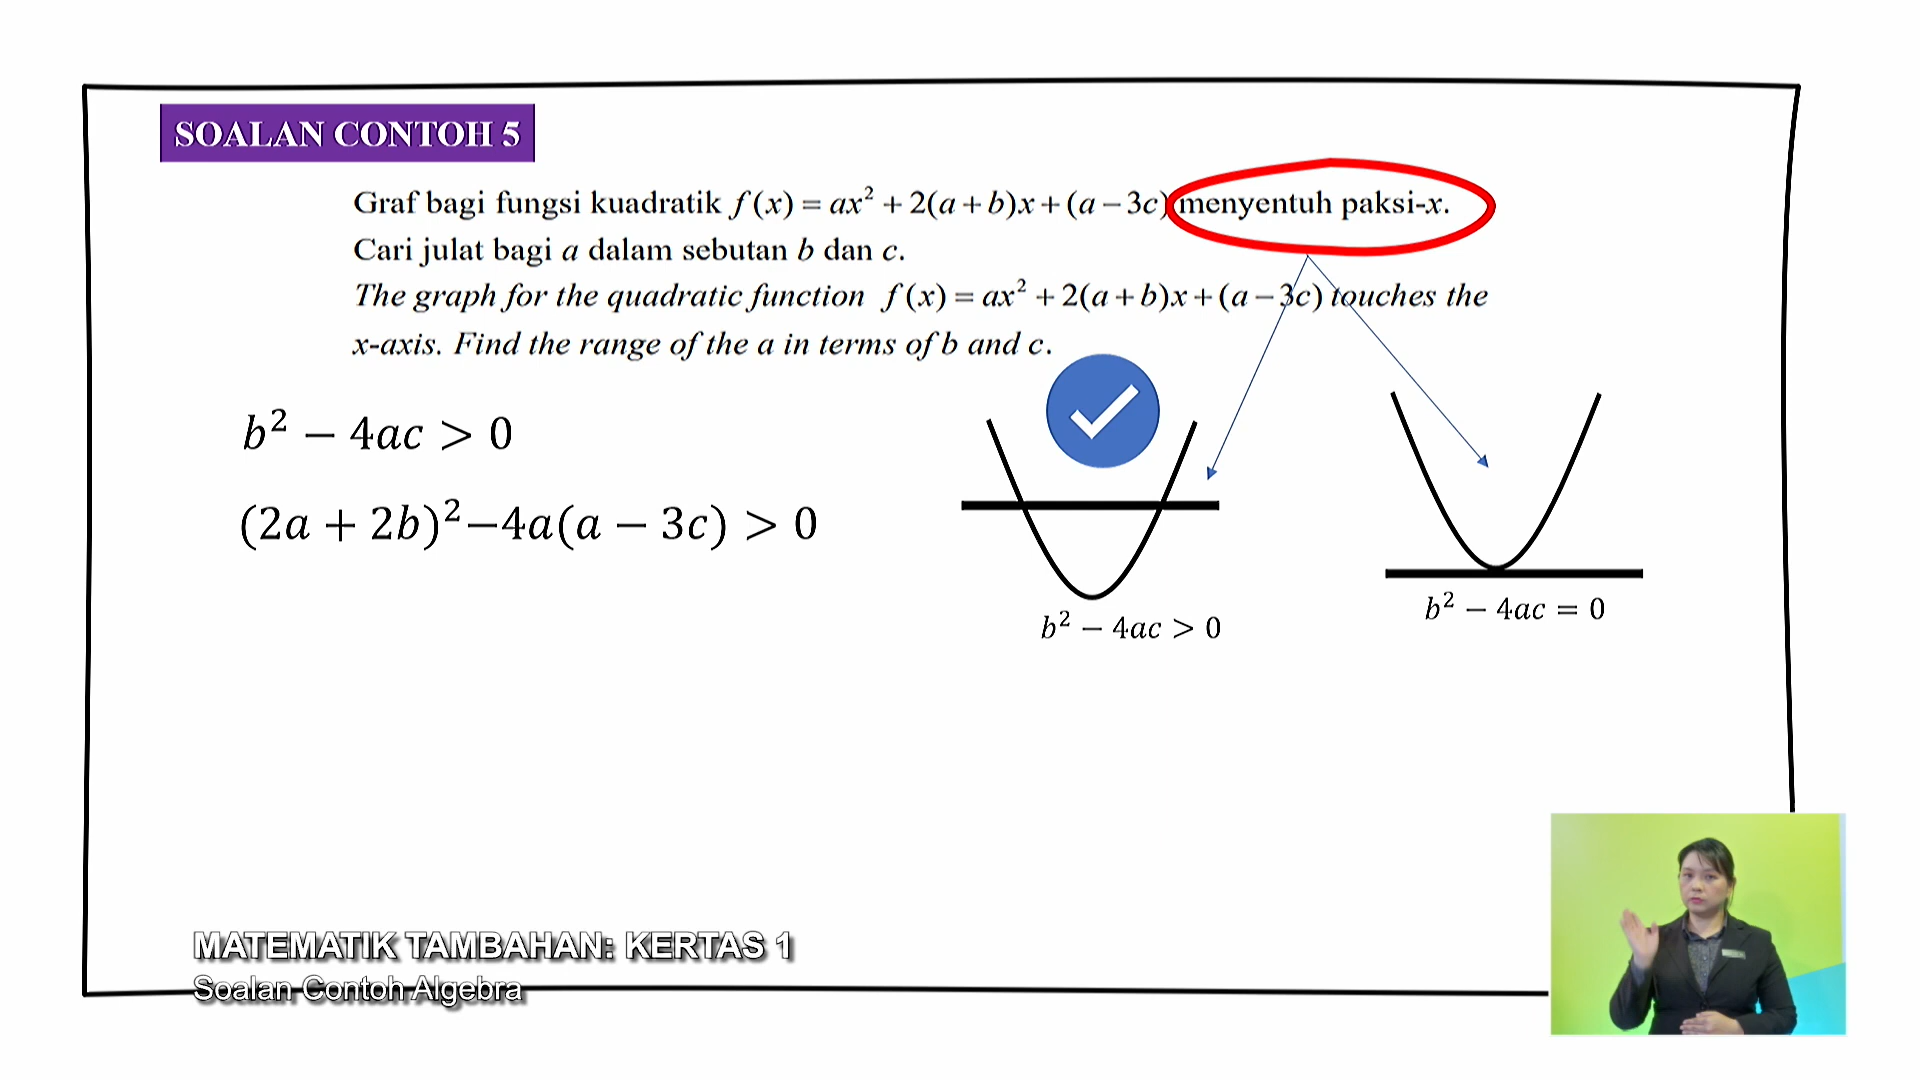 SOALAN CONTOH 5
Graf bagi fungsi kuadratik f(x) = ax² + 2(a + b)x + (a − 3c) menyentuh paksi-x.
Cari julat bagi a dalam sebutan b dan c.
The graph for the quadratic function f(x) = ax² + 2(a + b)x + (a − 3c) touches the
x-axis. Find the range of the a in terms of b and c.
b² − 4ac > 0
(2a + 2b)²−4a(a − 3c) > 0
b² − 4ac > 0
b² − 4ac = 0
MATEMATIK TAMBAHAN: KERTAS 1
Soalan Contoh Algebra